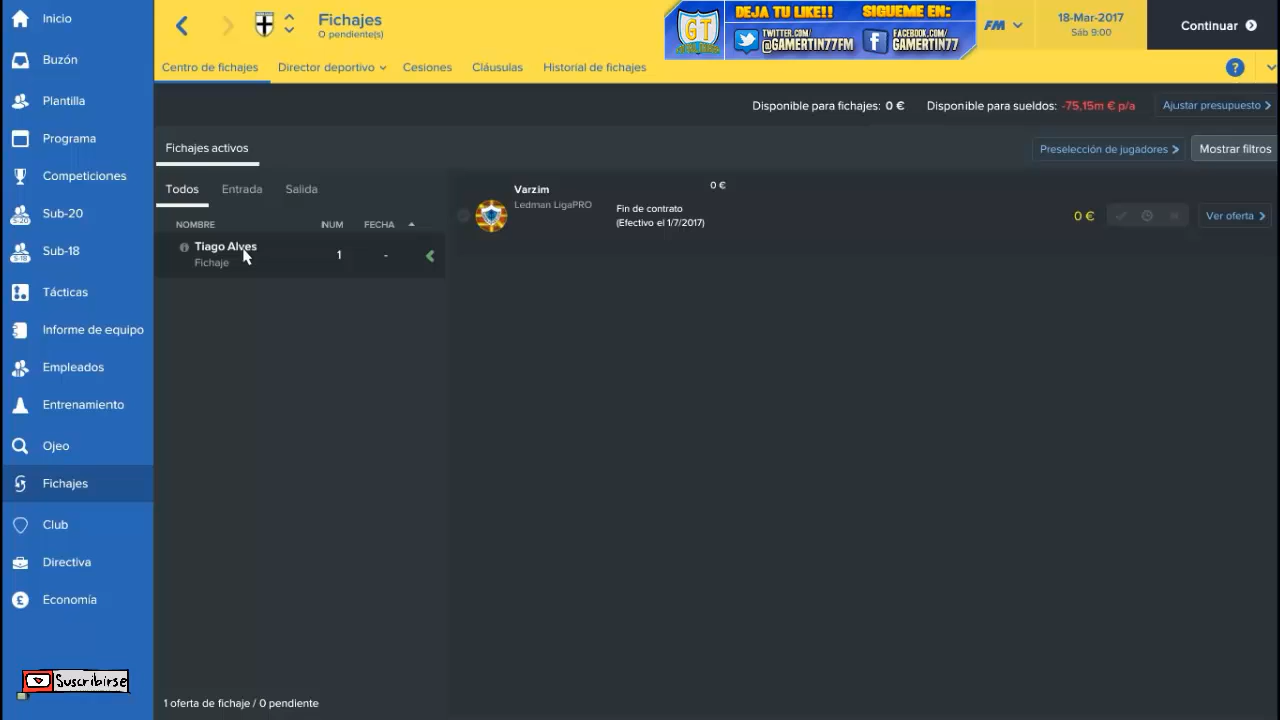 Inicio
Buzón
Plantilla
Programa
Competiciones
Sub-20
Sub-18
Tácticas
Informe de equipo
Empleados
Entrenamiento
Ojeo
Fichajes
Club
Directiva
Economía
Suscribirse
Fichajes
0 pendiente(s)
GT
DEJA TU LIKE!!
SIGUEME EN:
TWITTER.COM/
@GAMERTIN77FM
FACEBOOK.COM/
GAMERTIN77
FM
18-Mar-2017
Sáb 9:00
Continuar
Centro de fichajes
Director deportivo
Cesiones
Cláusulas
Historial de fichajes
?
Disponible para fichajes: 0 €
Disponible para sueldos: -75,15m € p/a
Ajustar presupuesto >
Fichajes activos
Preselección de jugadores >
Mostrar filtros
Todos
Entrada
Salida
NOMBRE
NUM
FECHA
Tiago Alves
Fichaje
1
-
Varzim
Ledman LigaPRO
0 €
Fin de contrato
(Efectivo el 1/7/2017)
0 €
Ver oferta >
1 oferta de fichaje / 0 pendiente